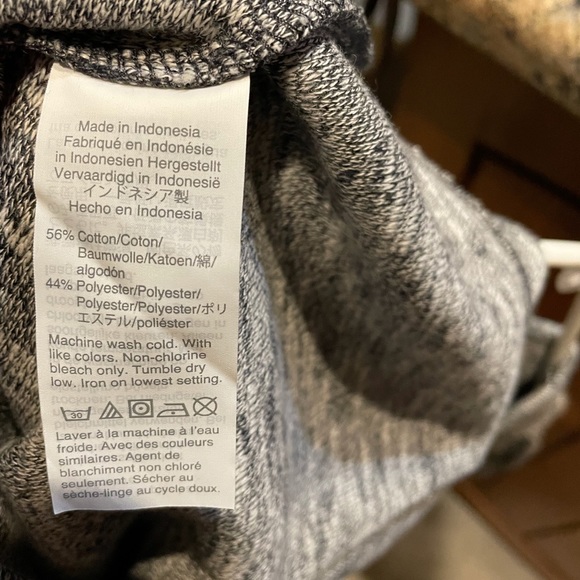 Made in Indonesia
Fabriqué en Indonésie
in Indonesien Hergestellt
Vervaardigd in Indonesië
インドネシア製
Hecho en Indonesia
56% Cotton/Coton/
Baumwolle/Katoen/綿/
algodón
44% Polyester/Polyester/
Polyester/Polyester/ポリ
エステル/poliéster
Machine wash cold. With
like colors. Non-chlorine
bleach only. Tumble dry
low. Iron on lowest setting.
30
Laver à la machine à l'eau
froide. Avec des couleurs
similaires. Agent de
blanchiment non chloré
seulement. Sécher au
sèche-linge au cycle doux.